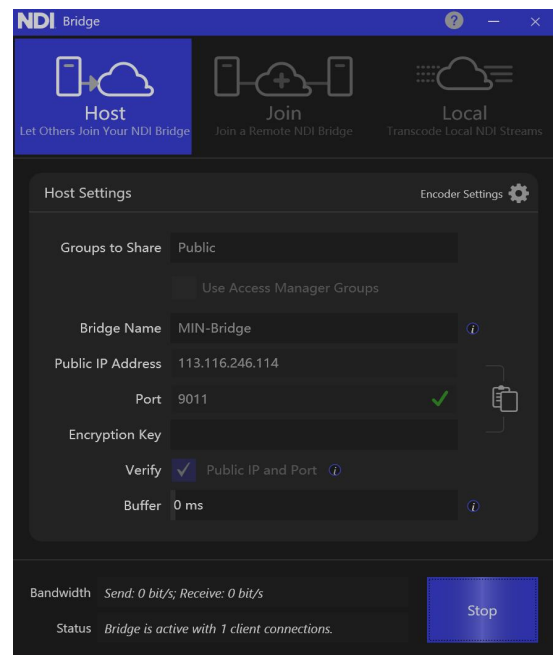 NDI Bridge ? – ×
Host Join Local
Let Others Join Your NDI Bridge Join a Remote NDI Bridge Transcode Local NDI Streams
Host Settings Encoder Settings
Groups to Share Public
Use Access Manager Groups
Bridge Name MIN-Bridge i
Public IP Address 113.116.246.114
Port 9011
Encryption Key
Verify Public IP and Port i
Buffer 0 ms i
Bandwidth Send: 0 bit/s; Receive: 0 bit/s
Stop
Status Bridge is active with 1 client connections.